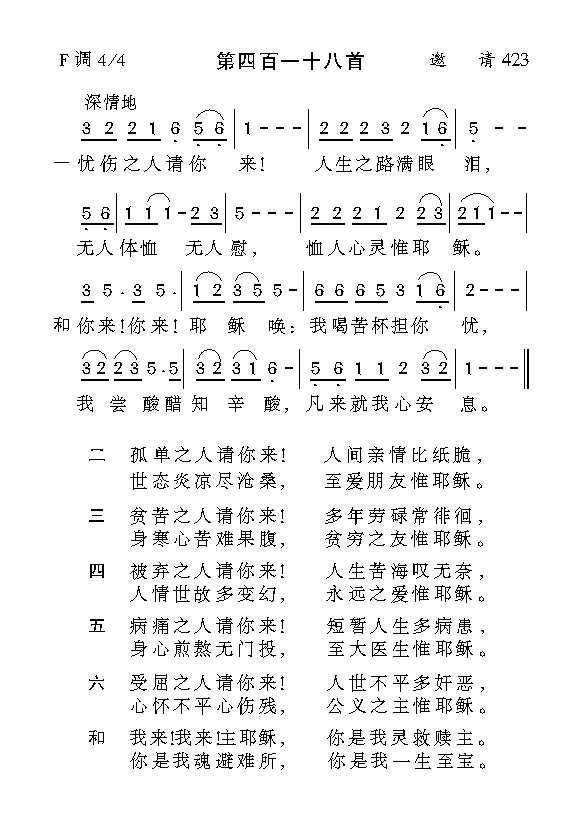 F调 4/4 第四百一十八首 邀 请 423
深情地
3 2 2 1 6 5 6 | 1 - - - | 2 2 2 3 2 1 6 | 5 - -
一 忧伤之人请你 来! 人生之路满眼 泪,
5 6 | 1 1 1 - 2 3 | 5 - - - | 2 2 2 1 2 2 3 | 2 1 1 - -
无人体恤 无人慰, 恤人心灵惟耶 稣。
3 5 . 3 5 . | 1 2 3 5 5 - | 6 6 6 5 3 1 6 | 2 - - -
和 你来!你来! 耶 稣 唤: 我喝苦杯担你 忧,
3 2 2 3 5 . 5 | 3 2 3 1 6 - | 5 6 1 1 2 3 2 | 1 - - -
我 尝 酸醋 知 辛 酸, 凡来就我心安 息。
二 孤单之人请你来! 人间亲情比纸脆,
世态炎凉尽沧桑, 至爱朋友惟耶稣。
三 贫苦之人请你来! 多年劳碌常徘徊,
身寒心苦难果腹, 贫穷之友惟耶稣。
四 被弃之人请你来! 人生苦海叹无奈,
人情世故多变幻, 永远之爱惟耶稣。
五 病痛之人请你来! 短暂人生多病患,
身心煎熬无门投, 至大医生惟耶稣。
六 受屈之人请你来! 人世不平多奸恶,
心怀不平心伤残, 公义之主惟耶稣。
和 我来!我来!主耶稣, 你是我灵救赎主。
你是我魂避难所, 你是我一生至宝。